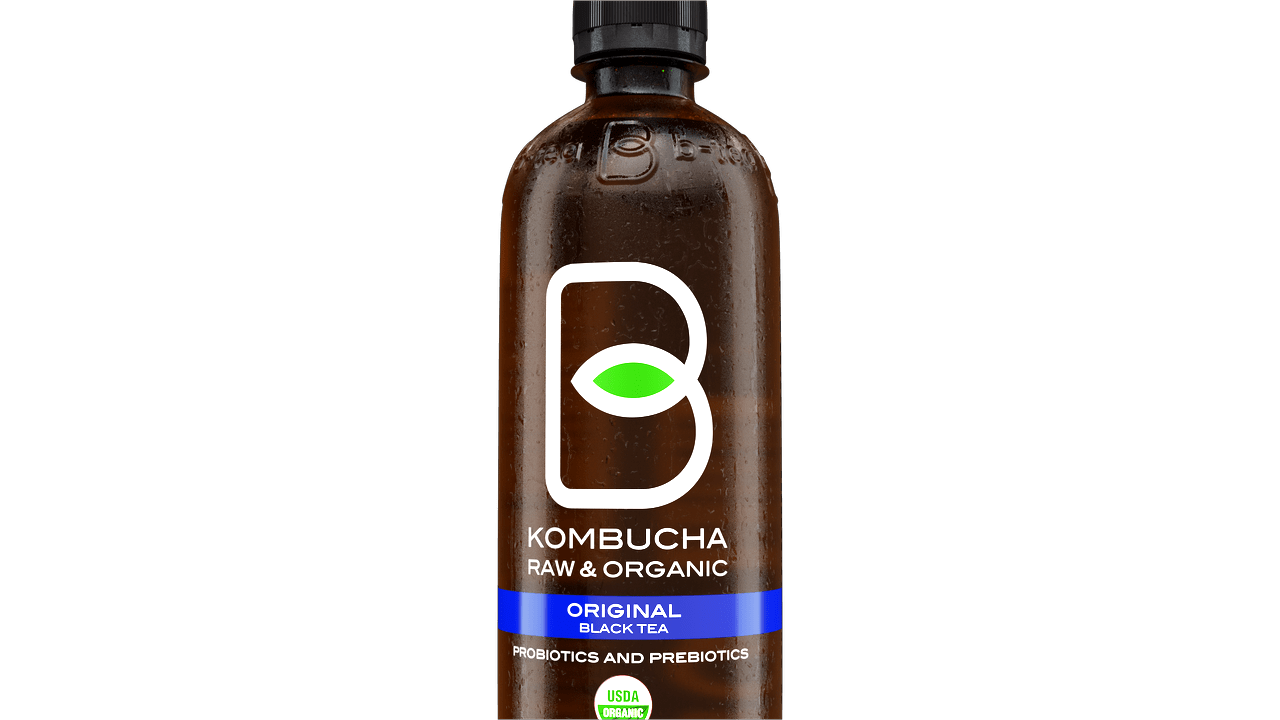 B
KOMBUCHA
RAW & ORGANIC
ORIGINAL
BLACK TEA
PROBIOTICS AND PREBIOTICS
USDA
ORGANIC